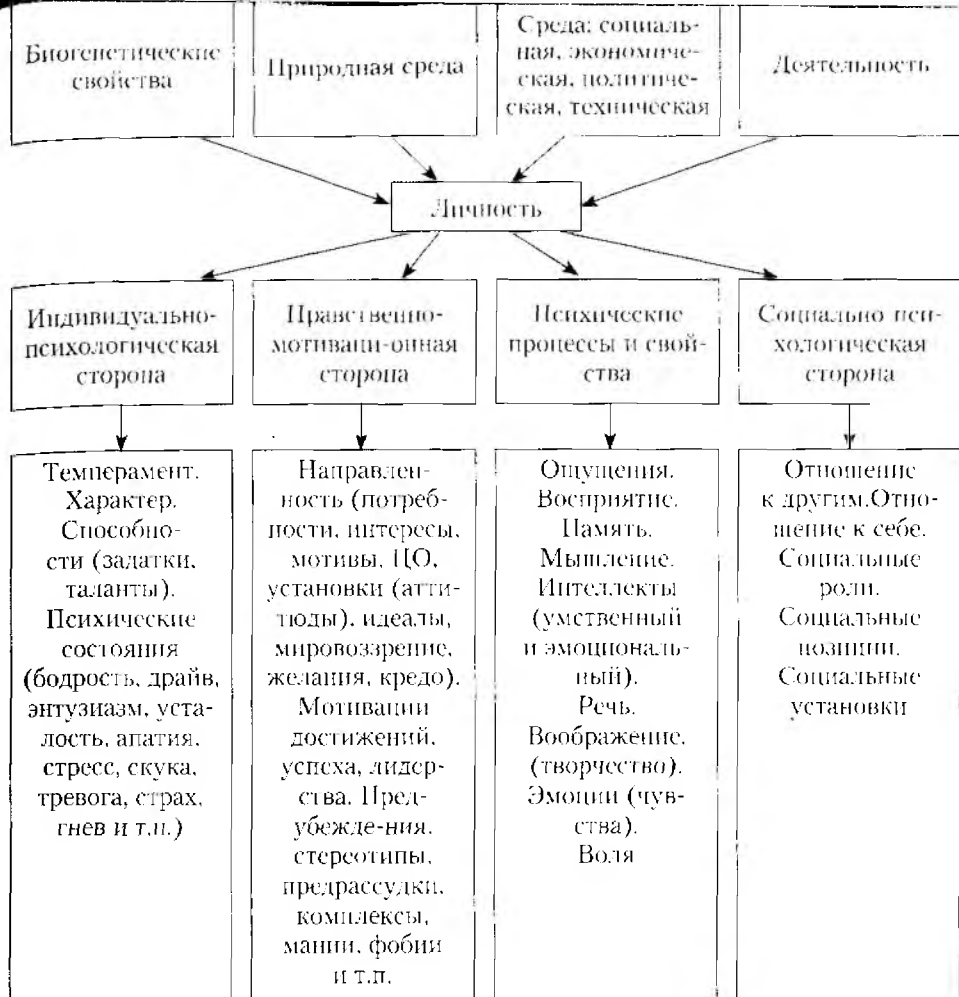 Биогенетические
свойства
Природная среда
Среда: социаль-
ная, экономиче-
ская, политиче-
ская, техническая
Деятельность
Личность
Индивидуально-
психологическая
сторона
Нравственно-
мотиваци-онная
сторона
Психические
процессы и свой-
ства
Социально пси-
хологическая
сторона
Темперамент.
Характер.
Способно-
сти (задатки,
таланты).
Психические
состояния
(бодрость, драйв,
энтузиазм, уста-
лость, апатия,
стресс, скука,
тревога, страх,
гнев и т.п.)
Направлен-
ность (потреб-
ности, интересы,
мотивы, ЦО,
установки (атти-
тюды), идеалы,
мировоззрение,
желания, кредо).
Мотивации
достижений,
успеха, лидер-
ства. Пред-
убежде-ния,
стереотипы,
предрассудки,
комплексы,
мании, фобии
и т.п.
Ощущения.
Восприятие.
Память.
Мышление.
Интеллекты
(умственный
и эмоциональ-
ный).
Речь.
Воображение.
(творчество).
Эмоции (чув-
ства).
Воля
Отношение
к другим.Отно-
шение к себе.
Социальные
роли.
Социальные
позиции.
Социальные
установки